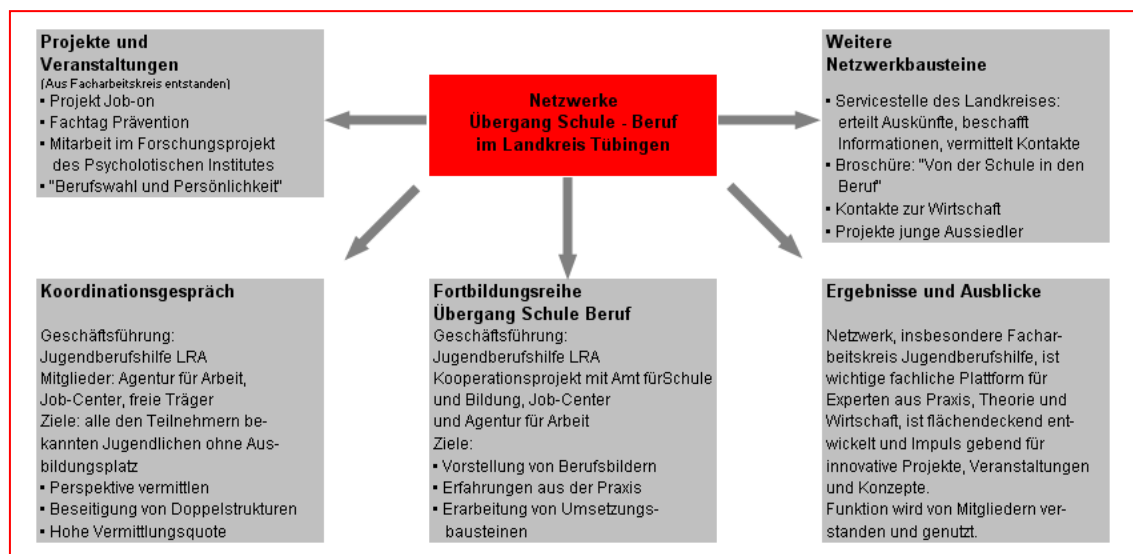 Projekte und
Veranstaltungen
(Aus Facharbeitskreis entstanden)
▪ Projekt Job-on
▪ Fachtag Prävention
▪ Mitarbeit im Forschungsprojekt
des Psycholotischen Institutes
▪ "Berufswahl und Persönlichkeit"
Netzwerke
Übergang Schule - Beruf
im Landkreis Tübingen
Weitere
Netzwerkbausteine
▪ Servicestelle des Landkreises:
erteilt Auskünfte, beschafft
Informationen, vermittelt Kontakte
▪ Broschüre: "Von der Schule in den
Beruf"
▪ Kontakte zur Wirtschaft
▪ Projekte junge Aussiedler
Koordinationsgespräch
Geschäftsführung:
Jugendberufshilfe LRA
Mitglieder: Agentur für Arbeit,
Job-Center, freie Träger
Ziele: alle den Teilnehmern be-
kannten Jugendlichen ohne Aus-
bildungsplatz
▪ Perspektive vermittlen
▪ Beseitigung von Doppelstrukturen
▪ Hohe Vermittlungsquote
Fortbildungsreihe
Übergang Schule Beruf
Geschäftsführung:
Jugendberufshilfe LRA
Kooperationsprojekt mit Amt fürSchule
und Bildung, Job-Center
und Agentur für Arbeit
Ziele:
▪ Vorstellung von Berufsbildern
▪ Erfahrungen aus der Praxis
▪ Erarbeitung von Umsetzungs-
bausteinen
Ergebnisse und Ausblicke
Netzwerk, insbesondere Fachar-
beitskreis Jugendberufshilfe, ist
wichtige fachliche Plattform für
Experten aus Praxis, Theorie und
Wirtschaft, ist flächendeckend ent-
wickelt und Impuls gebend für
innovative Projekte, Veranstaltungen
und Konzepte.
Funktion wird von Mitgliedern ver-
standen und genutzt.